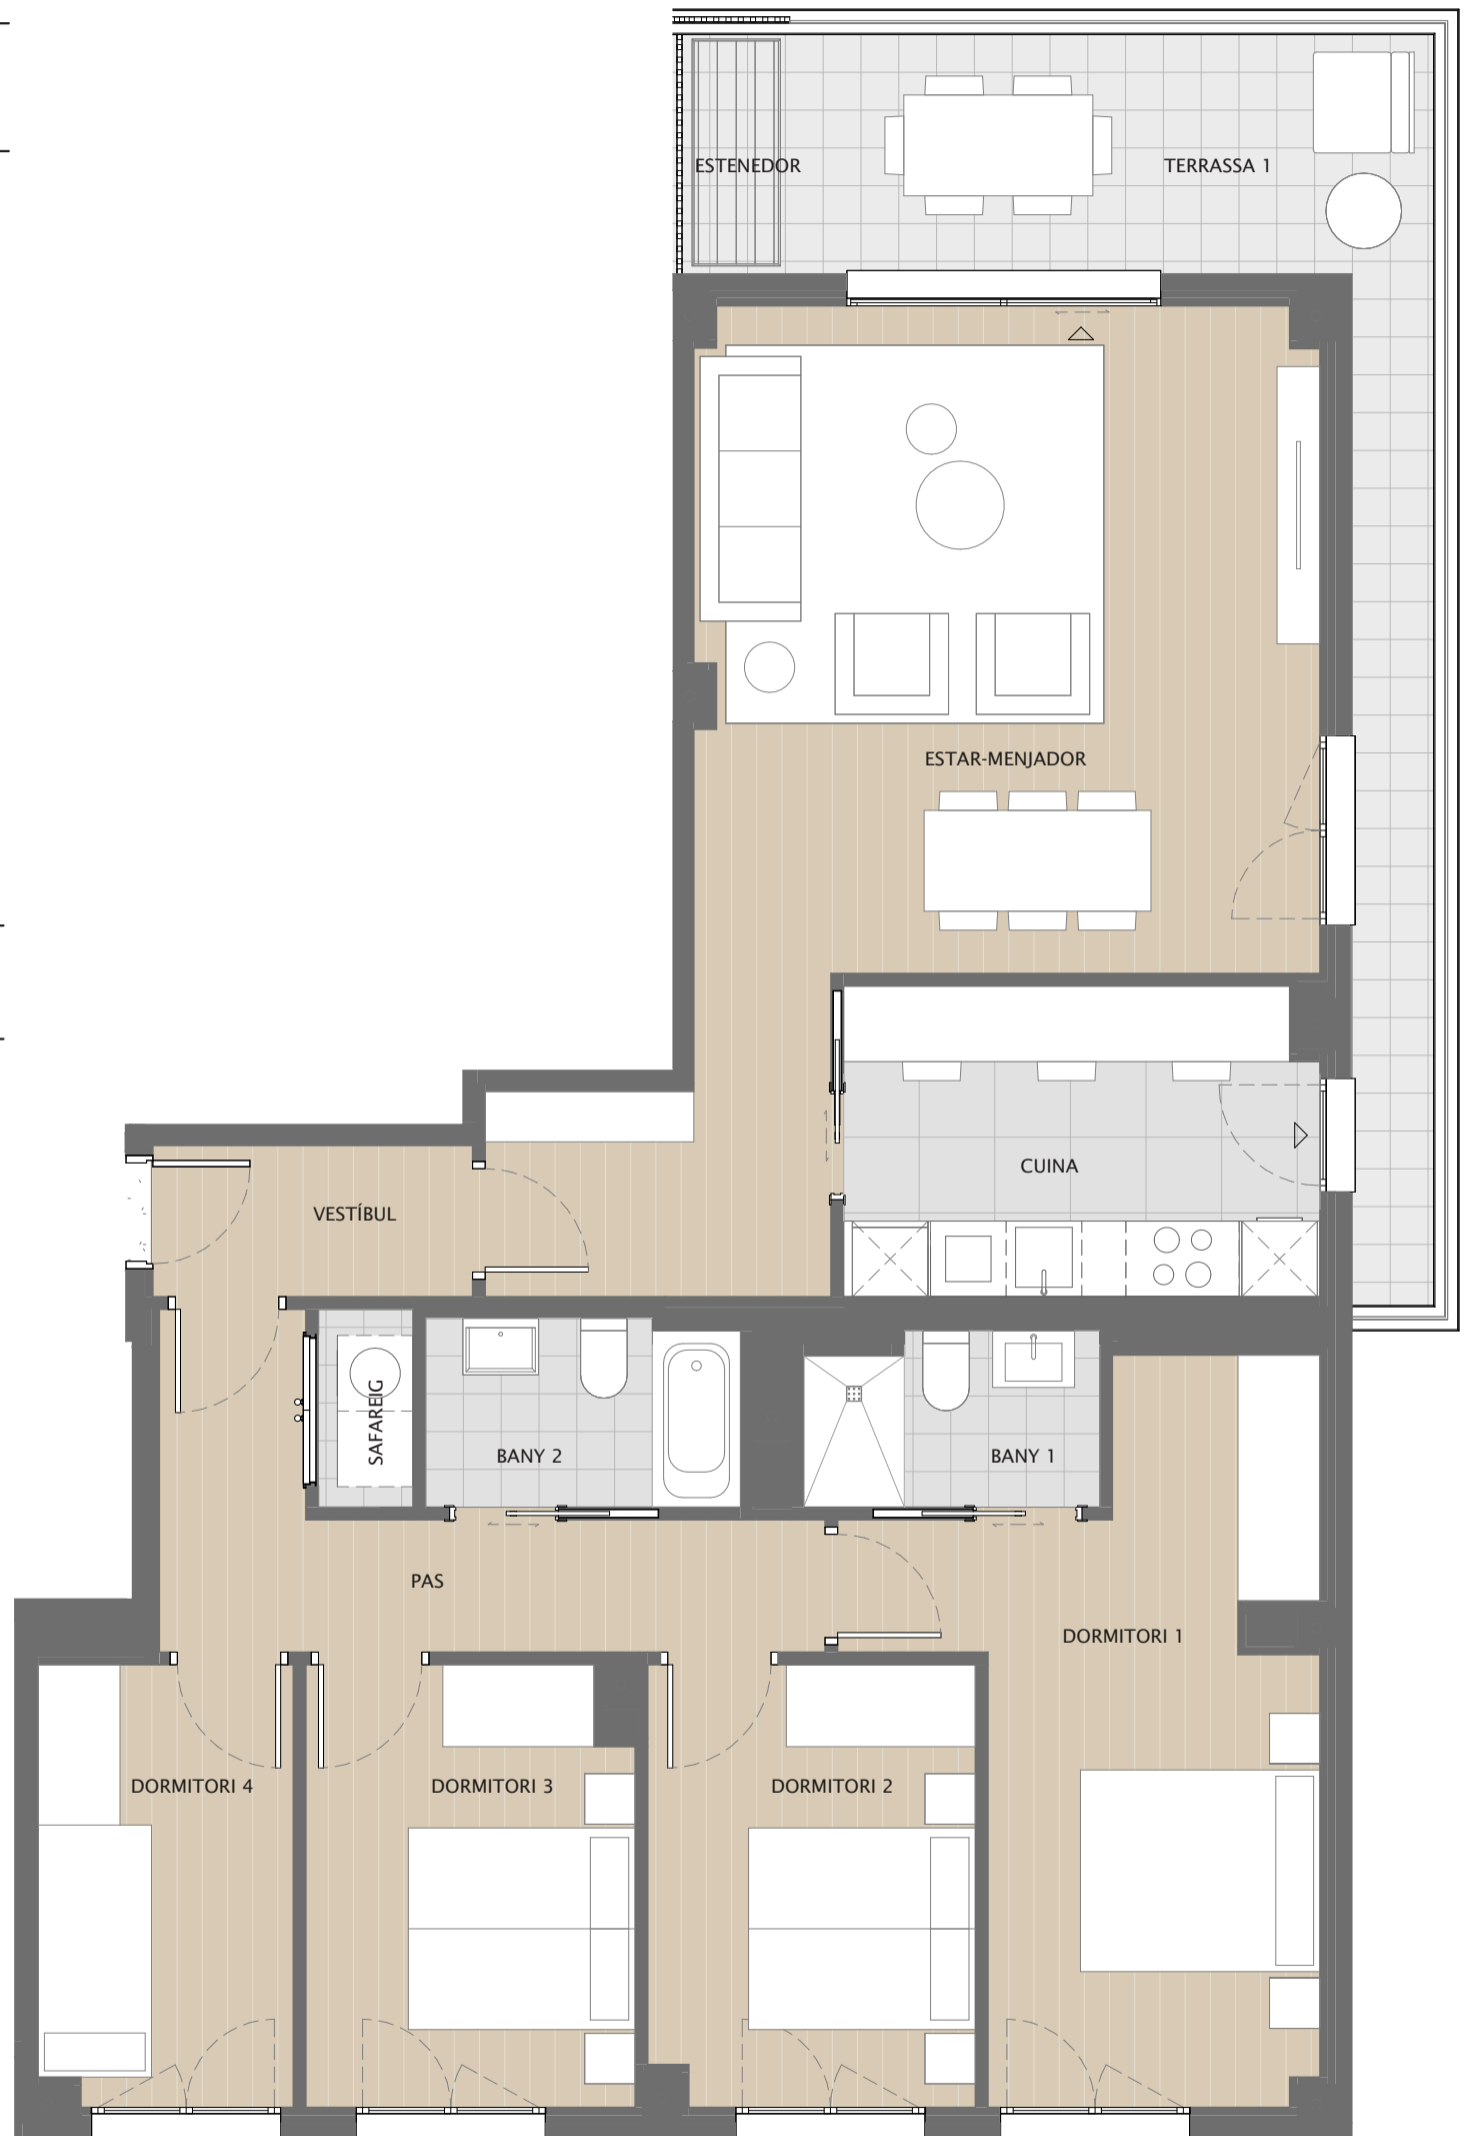 ESTENEDOR
TERRASSA 1
ESTAR-MENJADOR
CUINA
VESTÍBUL
SAFAREIG
BANY 2
BANY 1
PAS
DORMITORI 1
DORMITORI 4
DORMITORI 3
DORMITORI 2